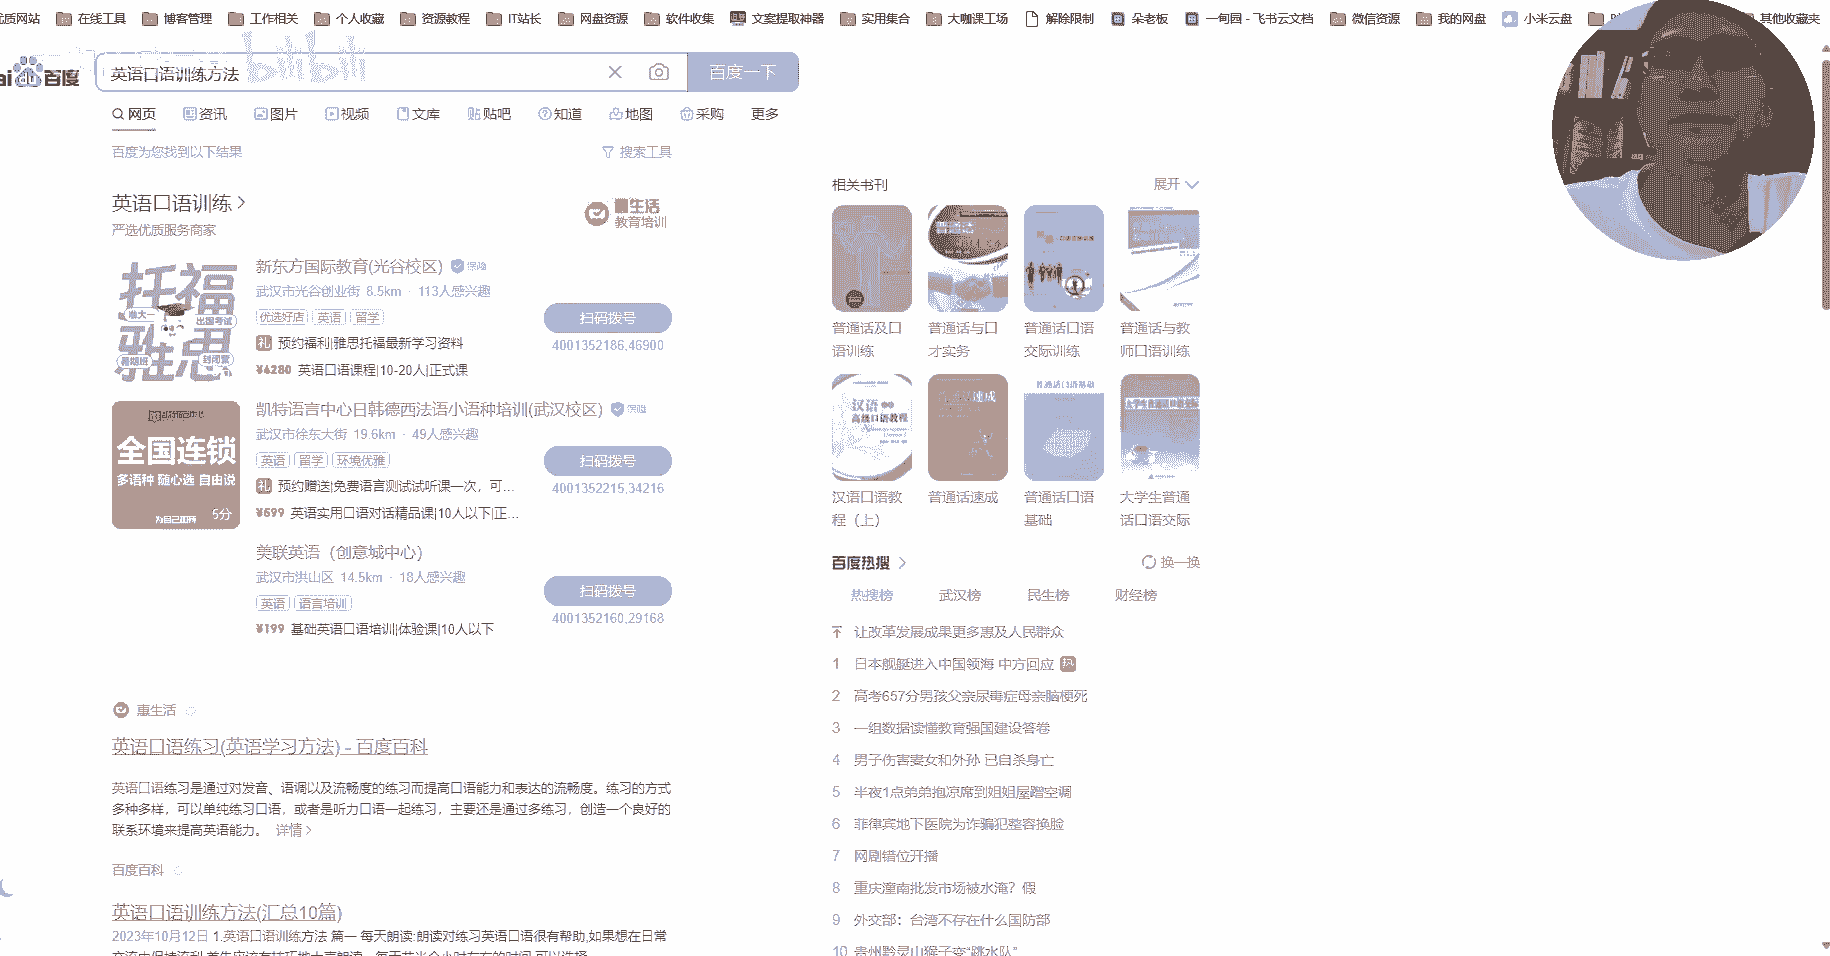 优质网站 在线工具 博客管理 工作相关 个人收藏 资源教程 IT站长 网盘资源 软件收集 文案提取神器 实用集合 大咖课工场 解除限制 朵老板 一甸园 - 飞书云文档 微信资源 我的网盘 小米云盘 其他收藏夹
bilibili
百度 英语口语训练方法 百度一下
网页 资讯 图片 视频 文库 贴吧 知道 地图 采购 更多
百度为您找到以下结果 搜索工具
英语口语训练
严选优质服务商家
惠生活
教育培训
托福
雅思
出国考试
封闭营
新东方国际教育(光谷校区) 保障
武汉市光谷创业街 8.5km · 113人感兴趣
优选好店 英语 留学
礼 预约福利|雅思托福最新学习资料
¥4280 英语口语课程|10-20人|正式课
扫码拨号
4001352186,46900
全国连锁
多语种 随心选 自由说
5分
凯特语言中心日韩德西法语小语种培训(武汉校区) 保障
武汉市徐东大街 19.6km · 49人感兴趣
英语 留学 环境优雅
礼 预约赠送|免费语言测试试听课一次，可...
¥599 英语实用口语对话精品课|10人以下|正...
扫码拨号
4001352215,34216
美联英语（创意城中心）
武汉市洪山区 14.5km · 18人感兴趣
英语 语言培训
¥199 基础英语口语培训|体验课|10人以下
扫码拨号
4001352160,29168
惠生活
英语口语练习(英语学习方法) - 百度百科
英语口语练习是通过对发音、语调以及流畅度的练习而提高口语能力和表达的流畅度。练习的方式
多种多样，可以单纯练习口语，或者是听力口语一起练习，主要还是通过多练习，创造一个良好的
联系环境来提高英语能力。 详情
百度百科
英语口语训练方法(汇总10篇)
2023年10月12日 1.英语口语训练方法 篇一 每天朗读:朗读对练习英语口语很有帮助,如果想在日常
相关书刊 展开
普通话及口
语训练
普通话与口
才实务
普通话口语
交际训练
普通话与教
师口语训练
汉语口语教
程（上）
普通话速成
普通话口语
基础
大学生普通
话口语交际
百度热搜 换一换
热搜榜 武汉榜 民生榜 财经榜
让改革发展成果更多惠及人民群众
1 日本舰艇进入中国领海 中方回应 热
2 高考657分男孩父亲尿毒症母亲脑梗死
3 一组数据读懂教育强国建设答卷
4 男子伤害妻女和外孙 已自杀身亡
5 半夜1点弟弟抱凉席到姐姐屋蹭空调
6 菲律宾地下医院为诈骗犯整容换脸
7 网剧错位开播
8 重庆潼南批发市场被水淹？假
9 外交部：台湾不存在什么国防部
10 贵州黔灵山猴子变“跳水队”